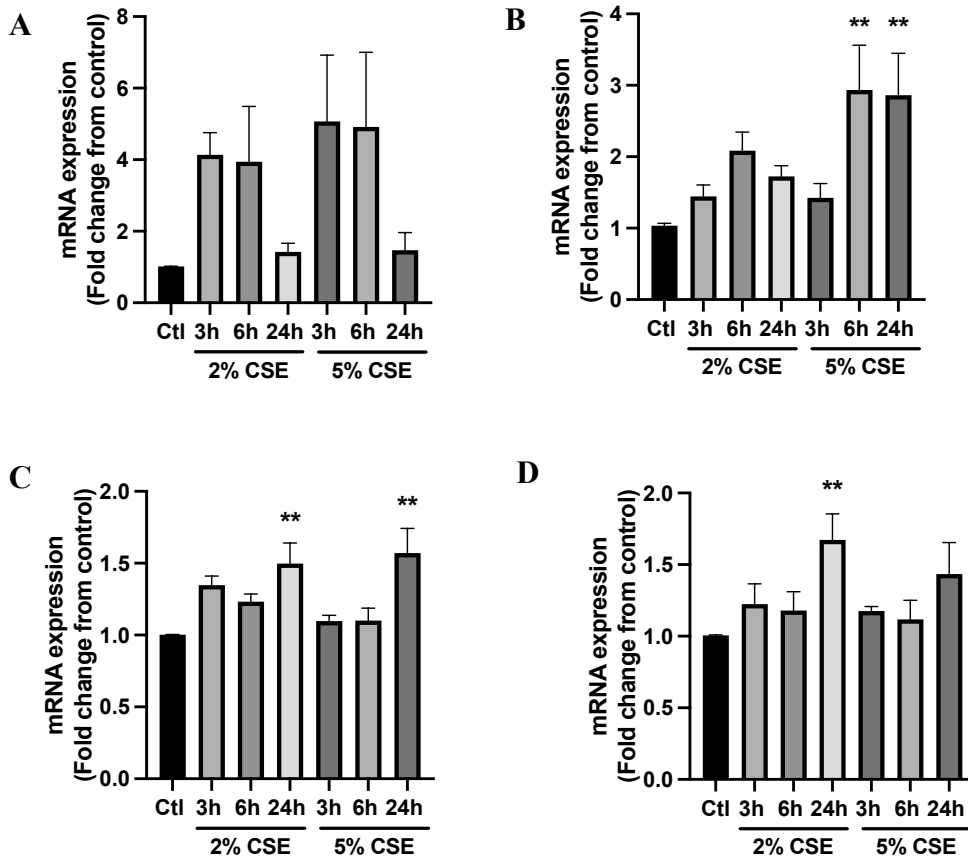 A
mRNA expression
(Fold change from control)
8
6
4
2
0
Ctl 3h 6h 24h 3h 6h 24h
2% CSE 5% CSE
B
mRNA expression
(Fold change from control)
4
3
2
1
0
** **
Ctl 3h 6h 24h 3h 6h 24h
2% CSE 5% CSE
C
mRNA expression
(Fold change from control)
2.0
1.5
1.0
0.5
0.0
** **
Ctl 3h 6h 24h 3h 6h 24h
2% CSE 5% CSE
D
mRNA expression
(Fold change from control)
2.0
1.5
1.0
0.5
0.0
**
Ctl 3h 6h 24h 3h 6h 24h
2% CSE 5% CSE